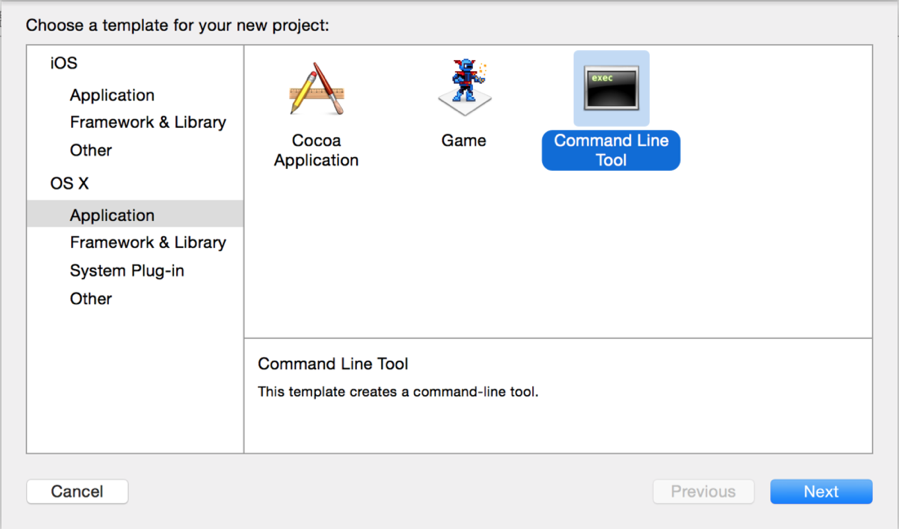 Choose a template for your new project:
iOS
Application
Framework & Library
Other
OS X
Application
Framework & Library
System Plug-in
Other
Cocoa
Application
Game
exec
Command Line
Tool
Command Line Tool
This template creates a command-line tool.
Cancel
Previous
Next